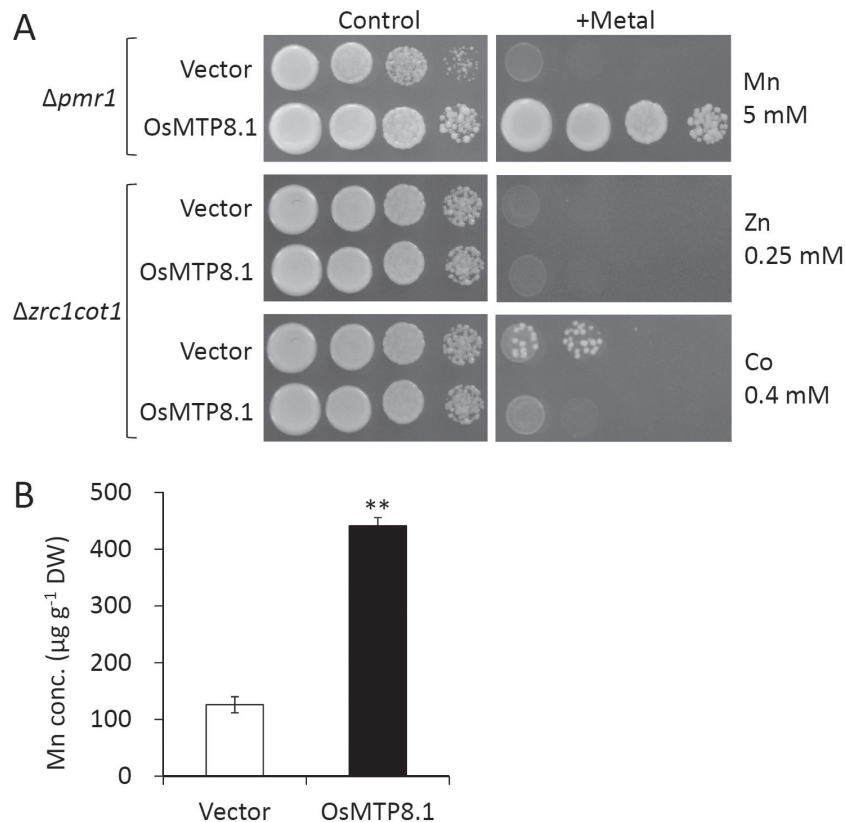 A
Control
+Metal
Δpmr1
Vector
OsMTP8.1
Mn
5 mM
Δzrc1cot1
Vector
OsMTP8.1
Zn
0.25 mM
Vector
OsMTP8.1
Co
0.4 mM
B
Mn conc. (µg g⁻¹ DW)
500
400
300
200
100
0
**
Vector
OsMTP8.1